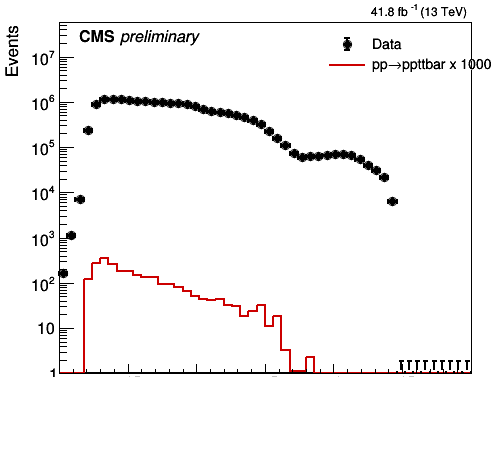 41.8 fb⁻¹ (13 TeV)
CMS preliminary
Events
Data
pp→ppttbar x 1000
10⁷
10⁶
10⁵
10⁴
10³
10²
10
1